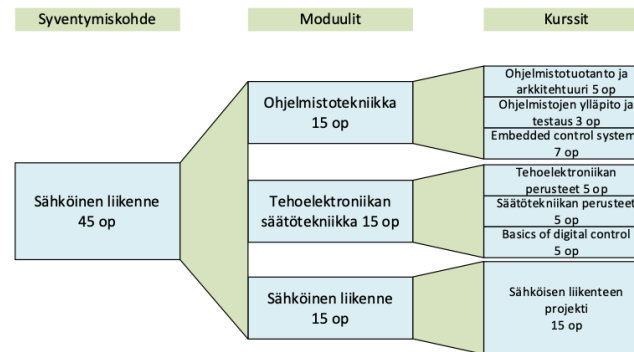 Syventymiskohde
Moduulit
Kurssit
Sähköinen liikenne
45 op
Ohjelmistotekniikka
15 op
Ohjelmistotuotanto ja
arkkitehtuuri 5 op
Ohjelmistojen ylläpito ja
testaus 3 op
Embedded control system
7 op
Tehoelektroniikan
säätötekniikka 15 op
Tehoelektroniikan
perusteet 5 op
Säätötekniikan perusteet
5 op
Basics of digital control
5 op
Sähköinen liikenne
15 op
Sähköisen liikenteen
projekti
15 op